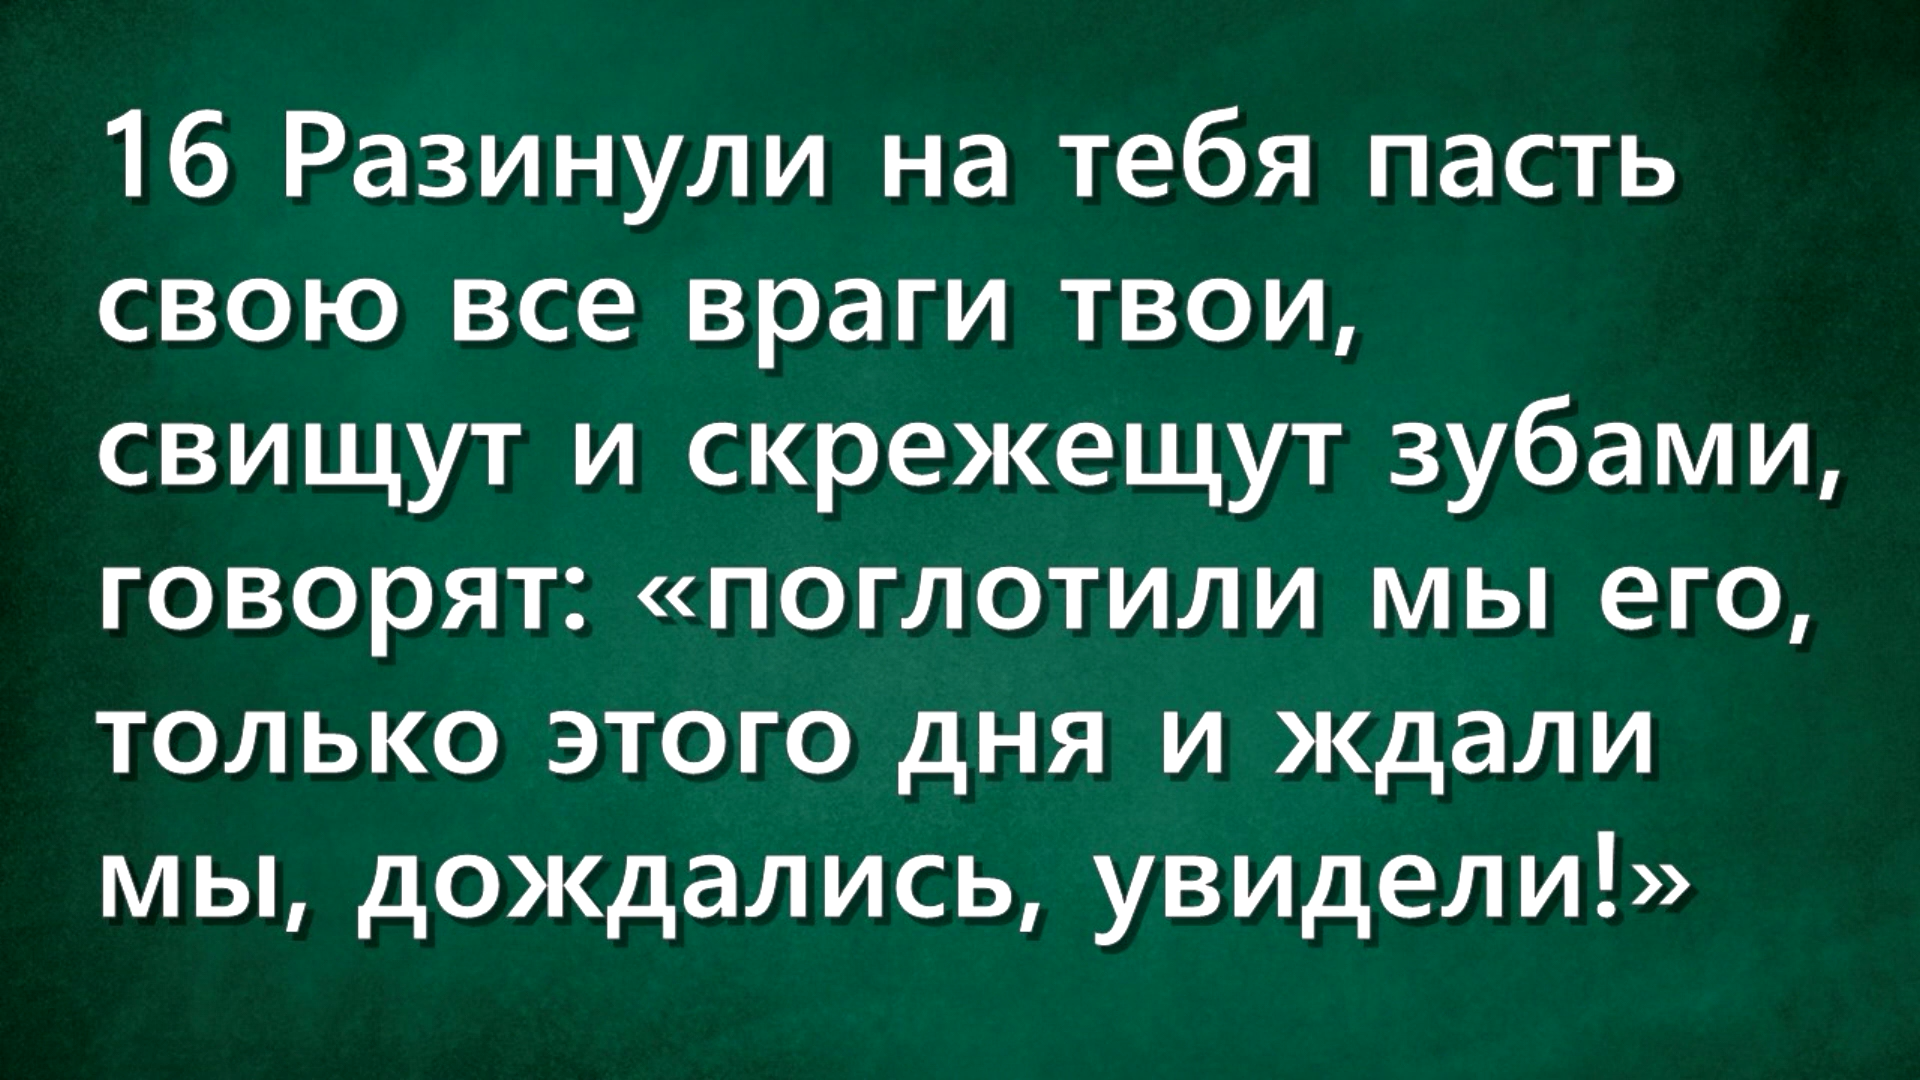 16 Разинули на тебя пасть
свою все враги твои,
свищут и скрежещут зубами,
говорят: «поглотили мы его,
только этого дня и ждали
мы, дождались, увидели!»